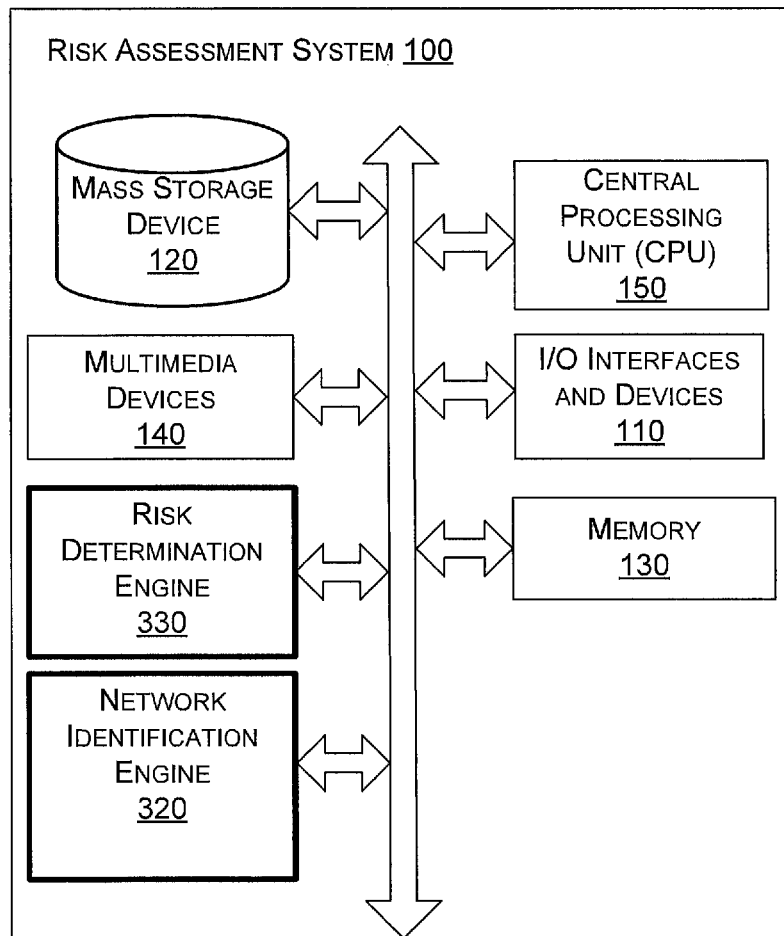 RISK ASSESSMENT SYSTEM 100
MASS STORAGE
DEVICE
120
CENTRAL
PROCESSING
UNIT (CPU)
150
MULTIMEDIA
DEVICES
140
I/O INTERFACES
AND DEVICES
110
RISK
DETERMINATION
ENGINE
330
MEMORY
130
NETWORK
IDENTIFICATION
ENGINE
320